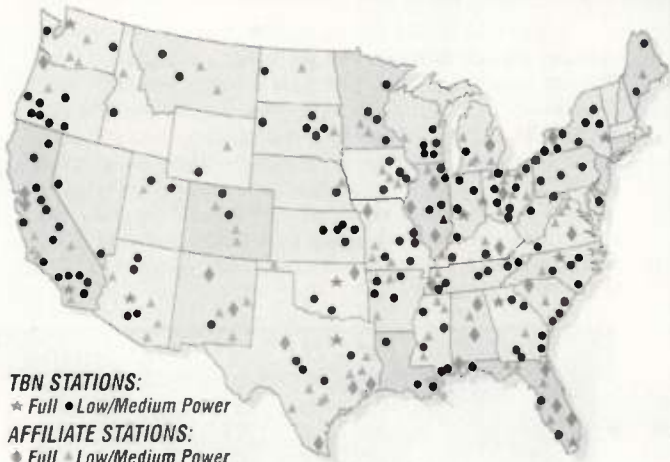 TBN STATIONS:
★ Full ● Low/Medium Power
AFFILIATE STATIONS:
◆ Full ▲ Low/Medium Power